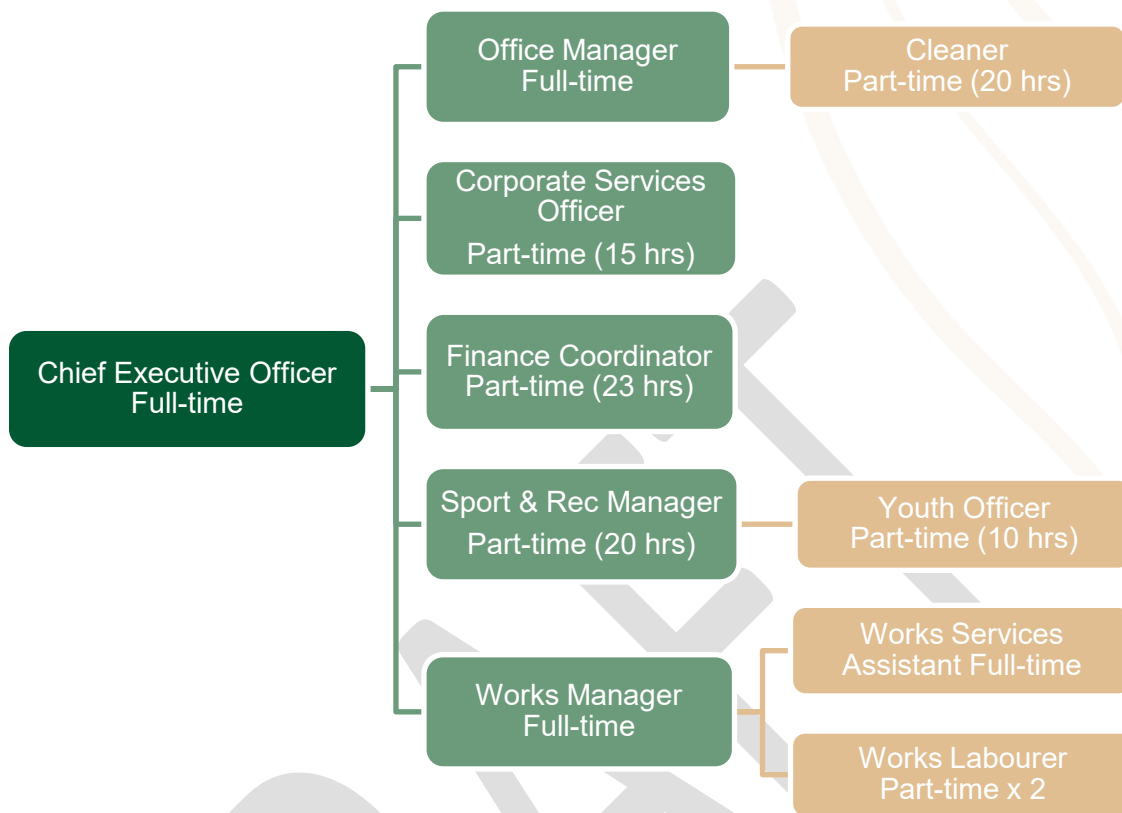 Office Manager
Full-time
Cleaner
Part-time (20 hrs)
Corporate Services
Officer
Part-time (15 hrs)
Chief Executive Officer
Full-time
Finance Coordinator
Part-time (23 hrs)
Sport & Rec Manager
Part-time (20 hrs)
Youth Officer
Part-time (10 hrs)
Works Manager
Full-time
Works Services
Assistant Full-time
Works Labourer
Part-time x 2